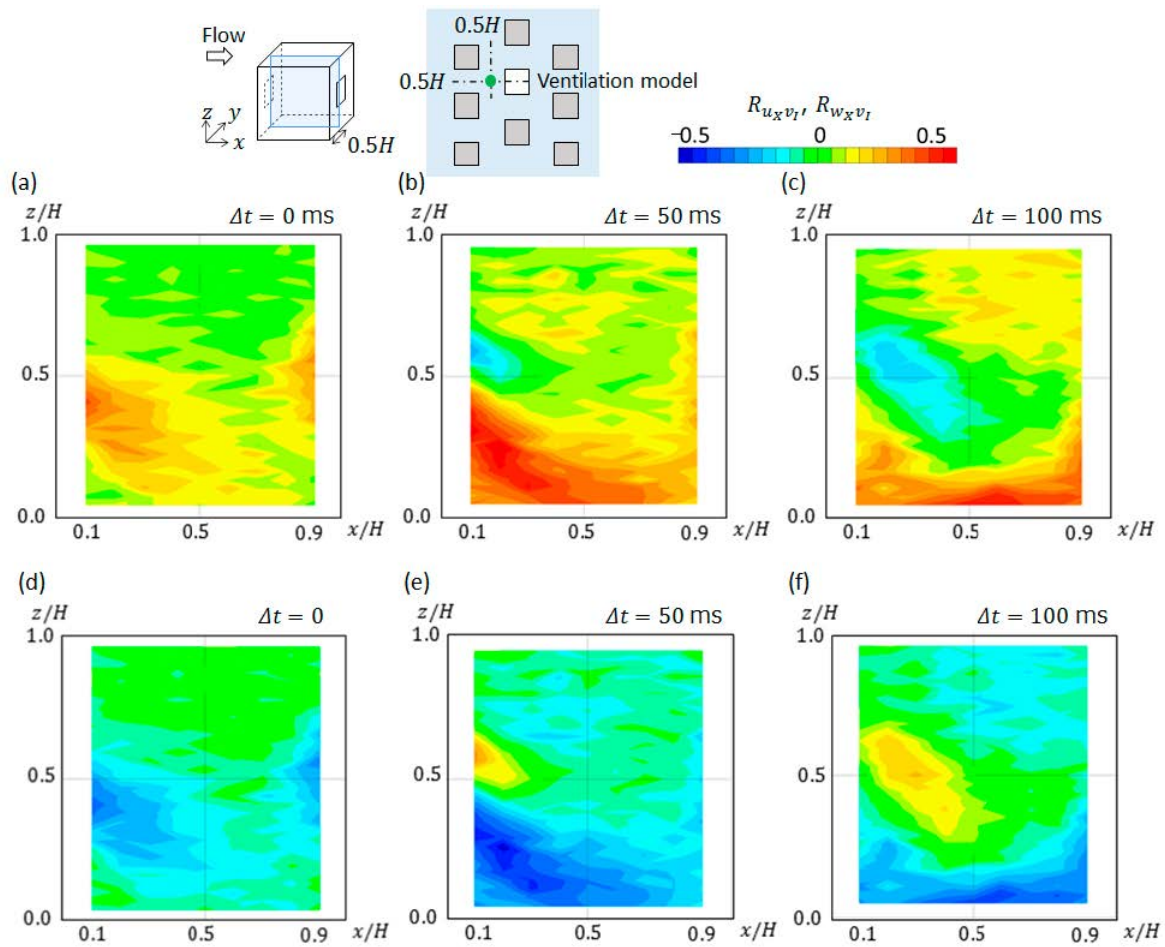 Flow
z y x
0.5H
0.5H
0.5H
Ventilation model
R_{u_X v_I}, R_{w_X v_I}
−0.5 0 0.5
(a) (b) (c)
z/H Δt = 0 ms z/H Δt = 50 ms z/H Δt = 100 ms
1.0 1.0 1.0
0.5 0.5 0.5
0.0 0.0 0.0
0.1 0.5 0.9 x/H 0.1 0.5 0.9 x/H 0.1 0.5 0.9 x/H
(d) (e) (f)
z/H Δt = 0 z/H Δt = 50 ms z/H Δt = 100 ms
1.0 1.0 1.0
0.5 0.5 0.5
0.0 0.0 0.0
0.1 0.5 0.9 x/H 0.1 0.5 0.9 x/H 0.1 0.5 0.9 x/H